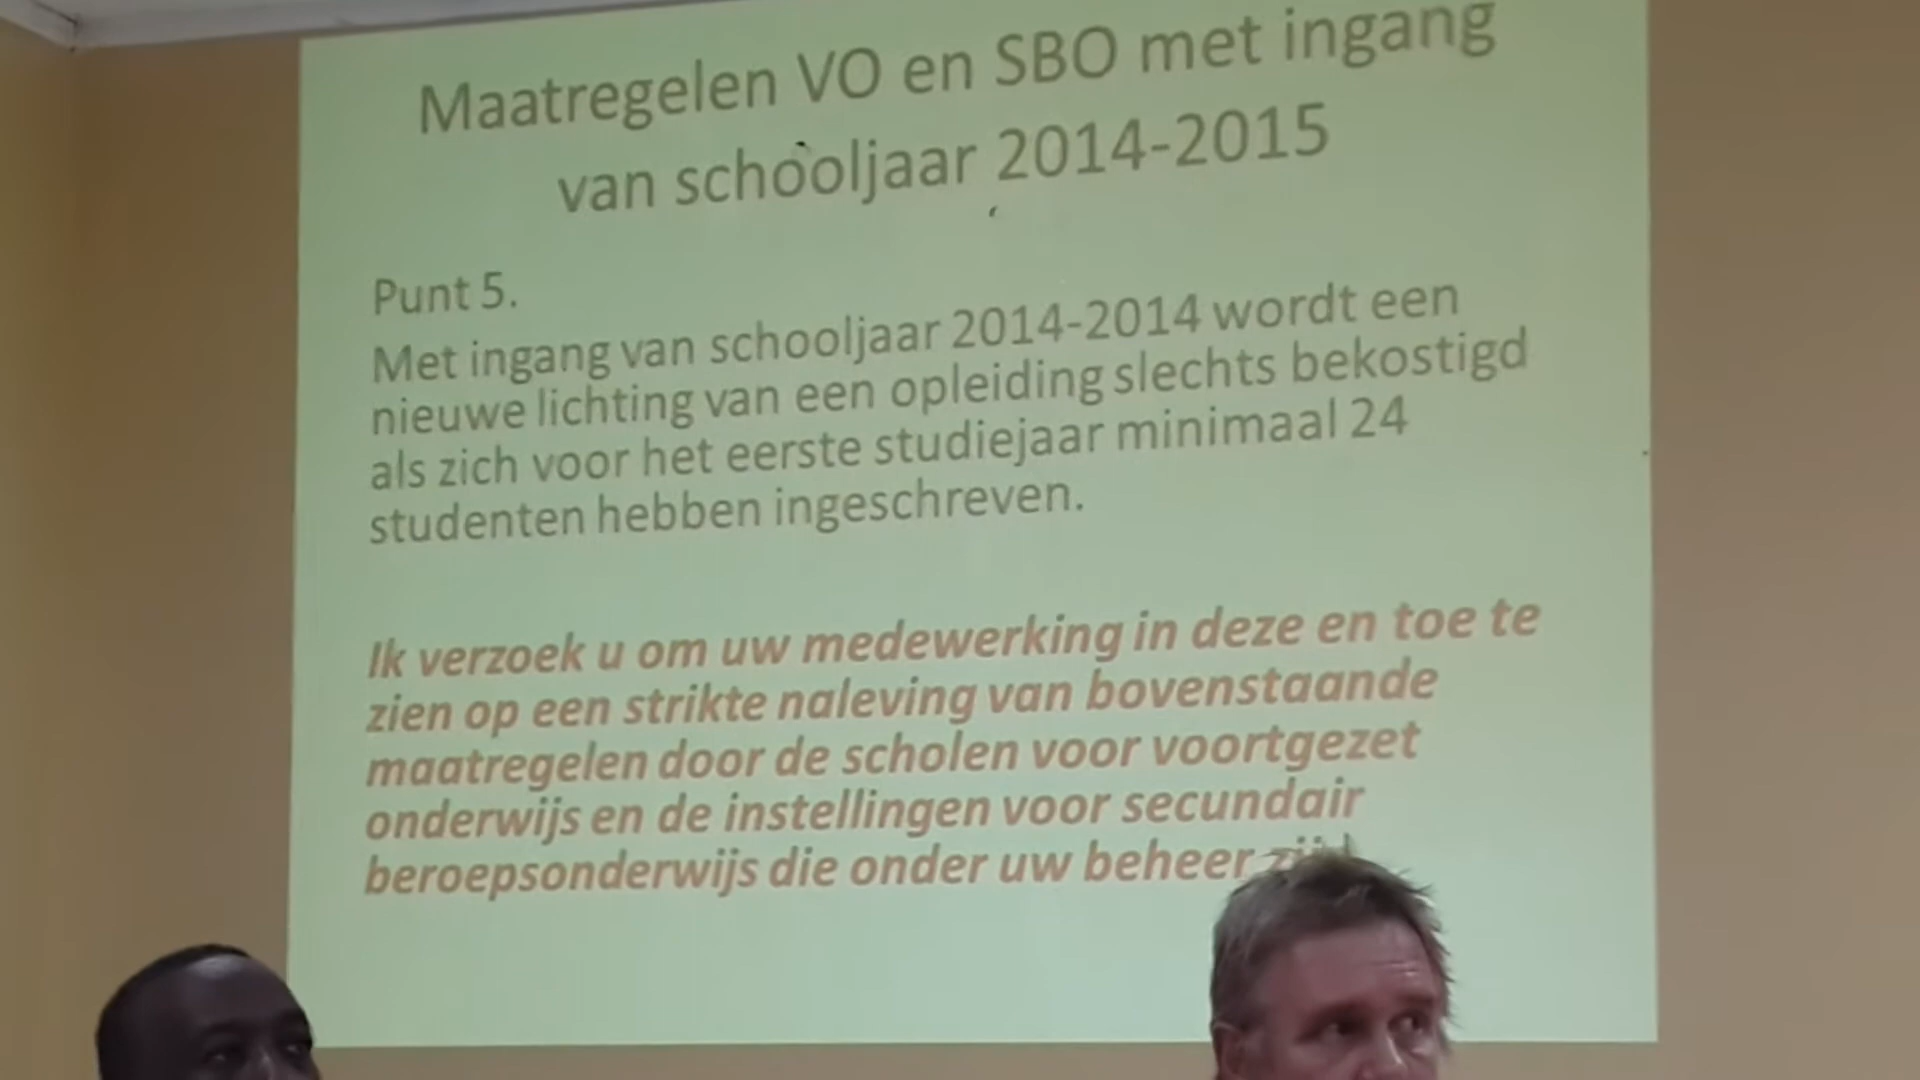 Maatregelen VO en SBO met ingang
van schooljaar 2014-2015
Punt 5.
Met ingang van schooljaar 2014-2014 wordt een
nieuwe lichting van een opleiding slechts bekostigd
als zich voor het eerste studiejaar minimaal 24
studenten hebben ingeschreven.
Ik verzoek u om uw medewerking in deze en toe te
zien op een strikte naleving van bovenstaande
maatregelen door de scholen voor voortgezet
onderwijs en de instellingen voor secundair
beroepsonderwijs die onder uw beheer